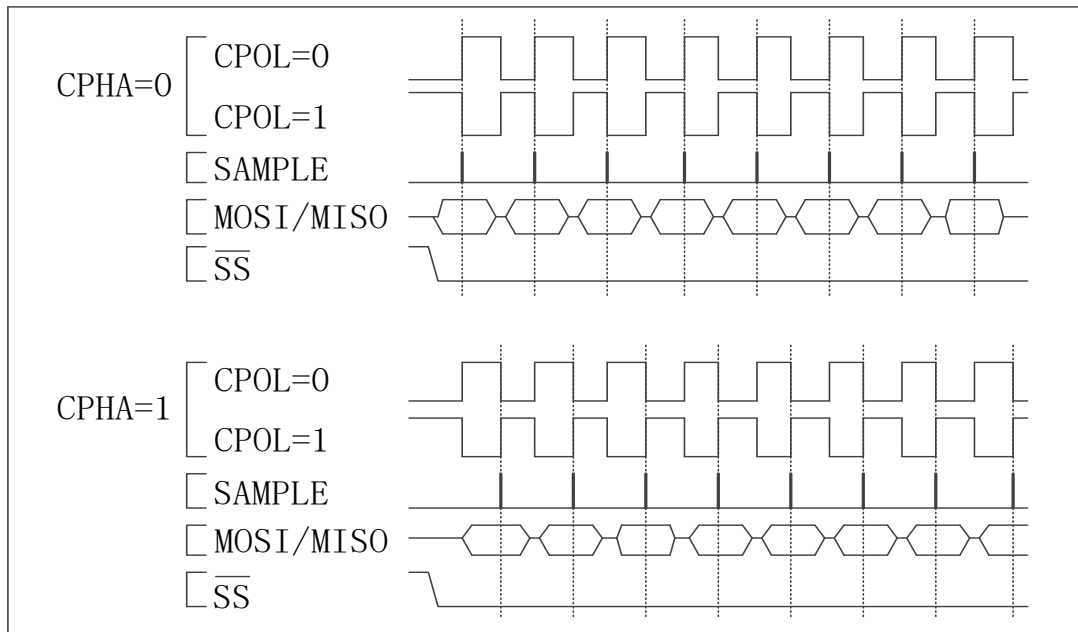 CPOL=0
CPHA=0
CPOL=1
SAMPLE
MOSI/MISO
SS
CPOL=0
CPHA=1
CPOL=1
SAMPLE
MOSI/MISO
SS